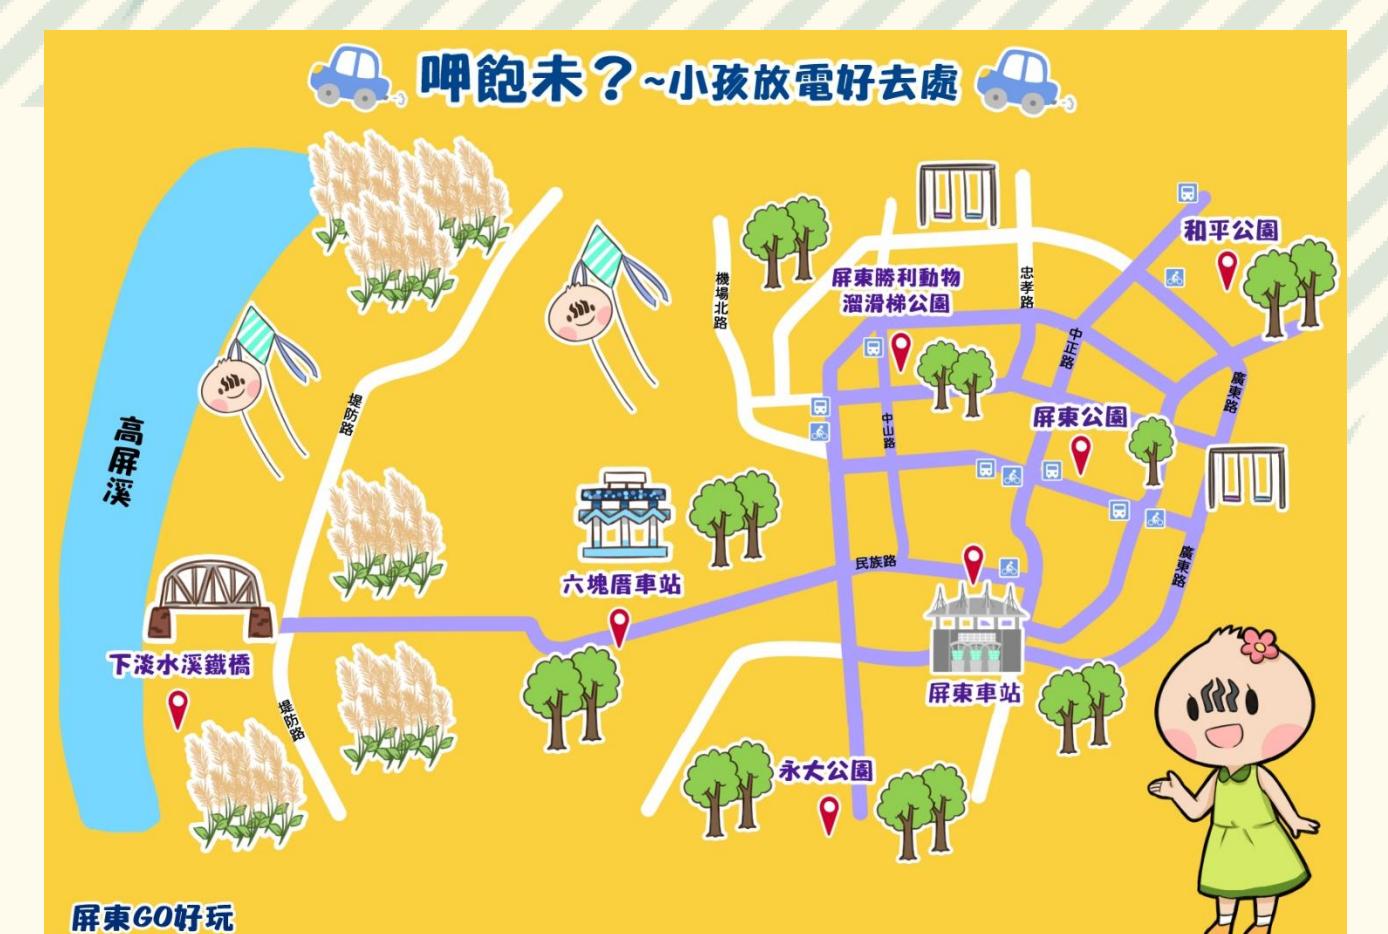 呷飽未？~小孩放電好去處
和平公園
屏東勝利動物
溜滑梯公園
機場北路
忠孝路
中正路
廣東路
堤防路
屏東公園
中山路
高屏溪
民族路
廣東路
六塊厝車站
下淡水溪鐵橋
屏東車站
堤防路
永大公園
屏東GO好玩